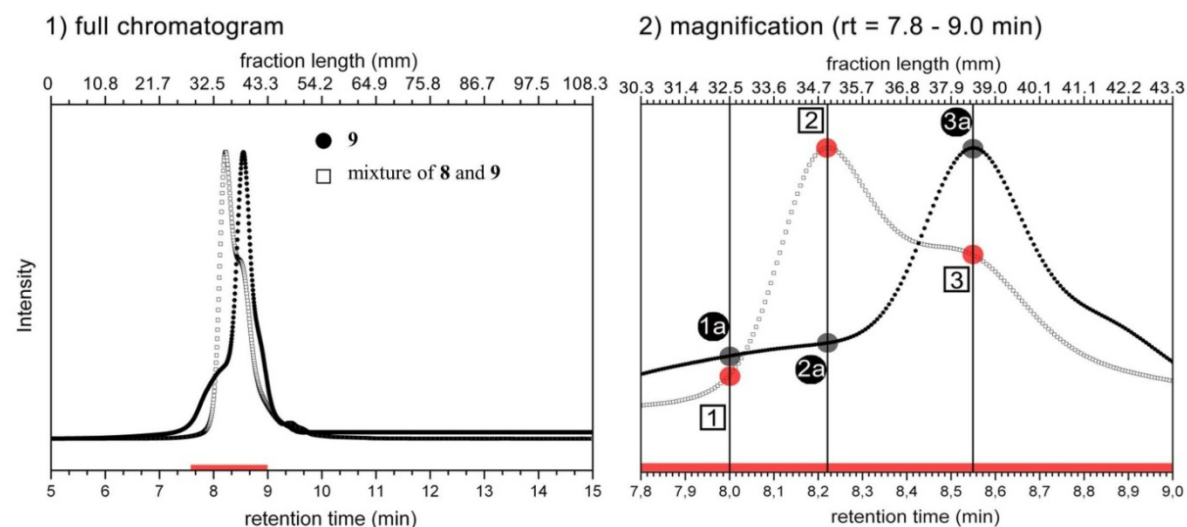 1) full chromatogram
fraction length (mm)
0 10.8 21.7 32.5 43.3 54.2 64.9 75.8 86.7 97.5 108.3
9
mixture of 8 and 9
Intensity
5 6 7 8 9 10 11 12 13 14 15
retention time (min)
2) magnification (rt = 7.8 - 9.0 min)
fraction length (mm)
30.3 31.4 32.5 33.6 34.7 35.7 36.8 37.9 39.0 40.1 41.1 42.2 43.3
2
3a
1a
3
2a
1
7,8 7,9 8,0 8,1 8,2 8,3 8,4 8,5 8,6 8,7 8,8 8,9 9,0
retention time (min)